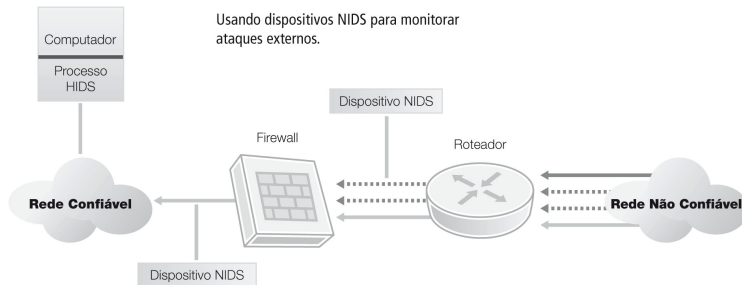 Usando dispositivos NIDS para monitorar
ataques externos.
Computador
Processo
HIDS
Dispositivo NIDS
Firewall
Roteador
Rede Confiável
Rede Não Confiável
Dispositivo NIDS